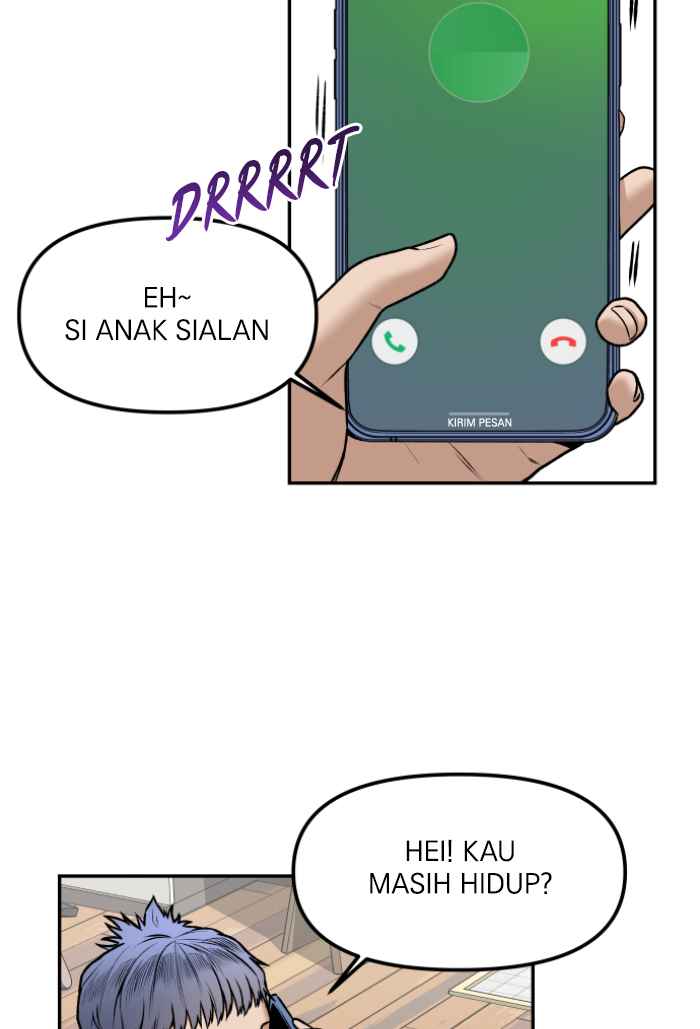 DRRRRT
EH~
SI ANAK SIALAN
KIRIM PESAN
HEI! KAU
MASIH HIDUP?